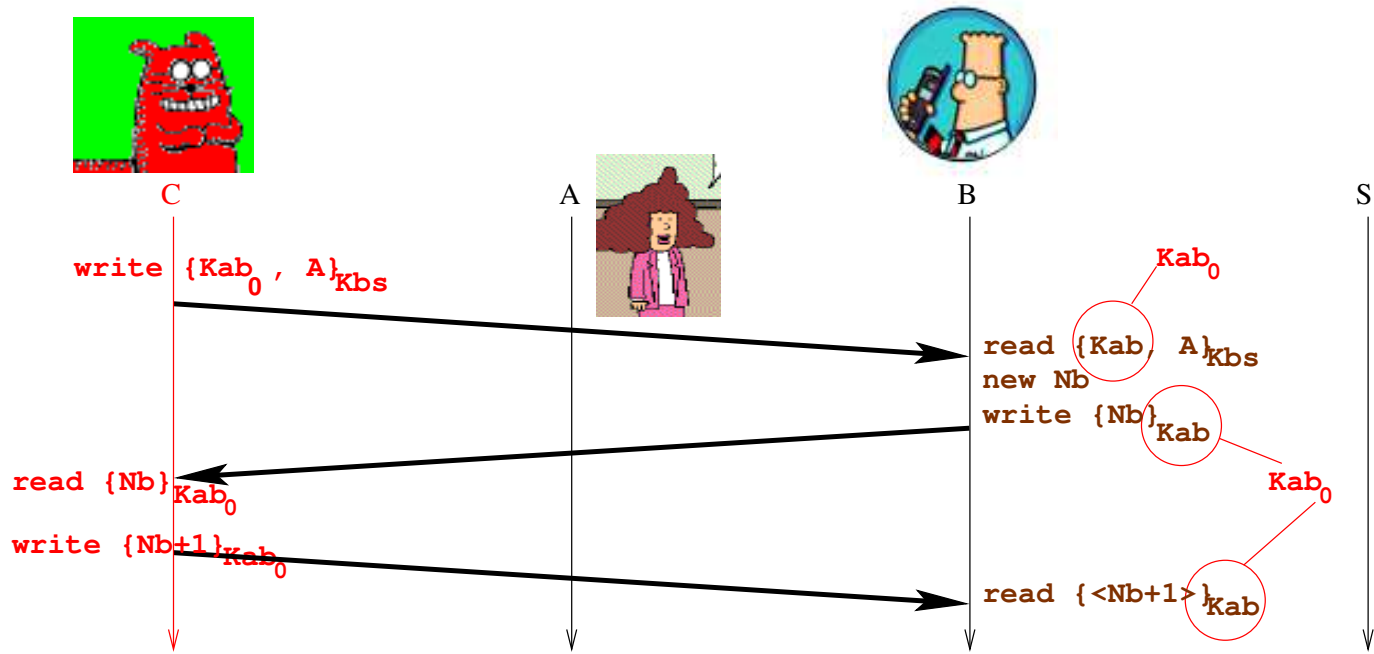 C
A
B
S
write {Kab0 , A}Kbs
Kab0
read {Kab, A}Kbs
new Nb
write {Nb}Kab
read {Nb}Kab0
Kab0
write {Nb+1}Kab0
read {<Nb+1>}Kab